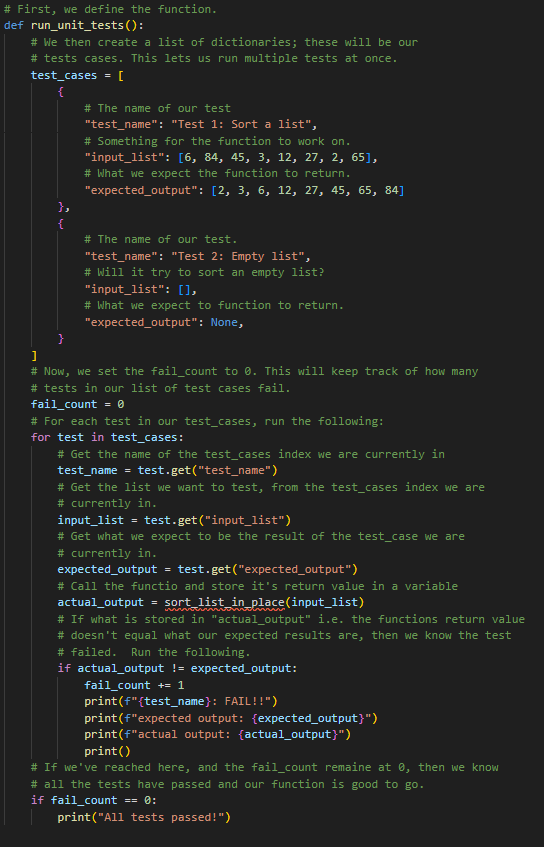 # First, we define the function.
def run_unit_tests():
    # We then create a list of dictionaries; these will be our
    # tests cases. This lets us run multiple tests at once.
    test_cases = [
        {
            # The name of our test
            "test_name": "Test 1: Sort a list",
            # Something for the function to work on.
            "input_list": [6, 84, 45, 3, 12, 27, 2, 65],
            # What we expect the function to return.
            "expected_output": [2, 3, 6, 12, 27, 45, 65, 84]
        },
        {
            # The name of our test.
            "test_name": "Test 2: Empty list",
            # Will it try to sort an empty list?
            "input_list": [],
            # What we expect to function to return.
            "expected_output": None,
        }
    ]
    # Now, we set the fail_count to 0. This will keep track of how many
    # tests in our list of test cases fail.
    fail_count = 0
    # For each test in our test_cases, run the following:
    for test in test_cases:
        # Get the name of the test_cases index we are currently in
        test_name = test.get("test_name")
        # Get the list we want to test, from the test_cases index we are
        # currently in.
        input_list = test.get("input_list")
        # Get what we expect to be the result of the test_case we are
        # currently in.
        expected_output = test.get("expected_output")
        # Call the functio and store it's return value in a variable
        actual_output = sort_list_in_place(input_list)
        # If what is stored in "actual_output" i.e. the functions return value
        # doesn't equal what our expected results are, then we know the test
        # failed.  Run the following.
        if actual_output != expected_output:
            fail_count += 1
            print(f"{test_name}: FAIL!!")
            print(f"expected output: {expected_output}")
            print(f"actual output: {actual_output}")
            print()
    # If we've reached here, and the fail_count remaine at 0, then we know
    # all the tests have passed and our function is good to go.
    if fail_count == 0:
        print("All tests passed!")